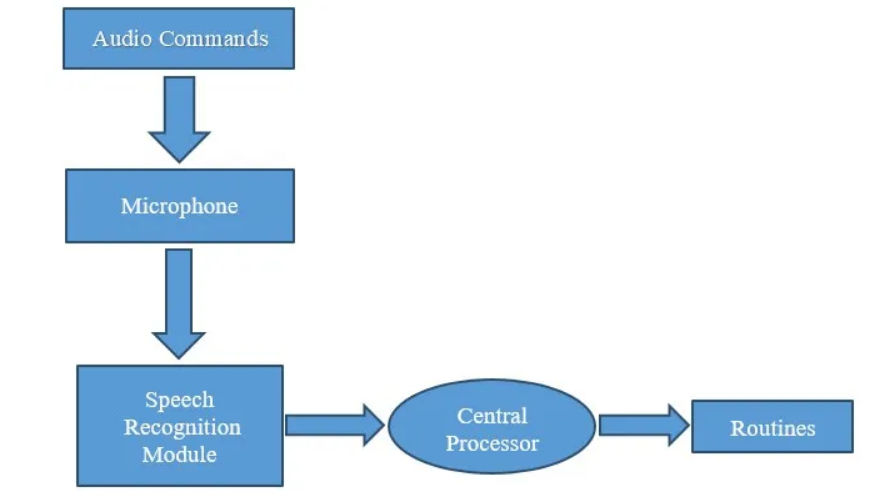 Audio Commands
Microphone
Speech
Recognition
Module
Central
Processor
Routines